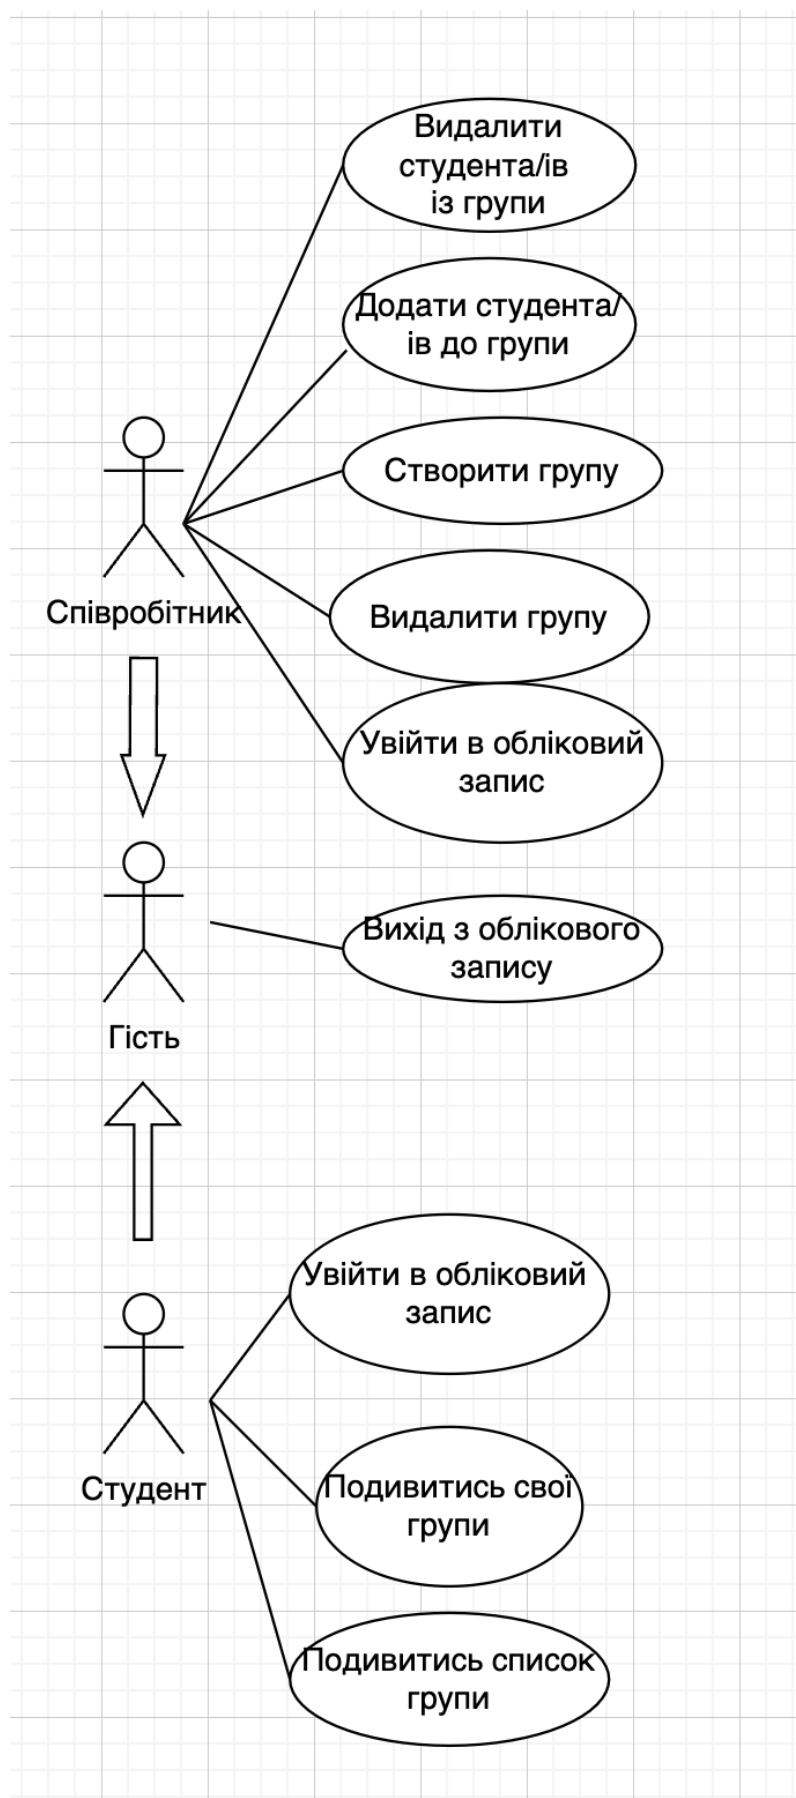 Видалити
студента/ів
із групи
Додати студента/
ів до групи
Створити групу
Співробітник
Видалити групу
Увійти в обліковий
запис
Вихід з облікового
запису
Гість
Увійти в обліковий
запис
Студент
Подивитись свої
групи
Подивитись список
групи